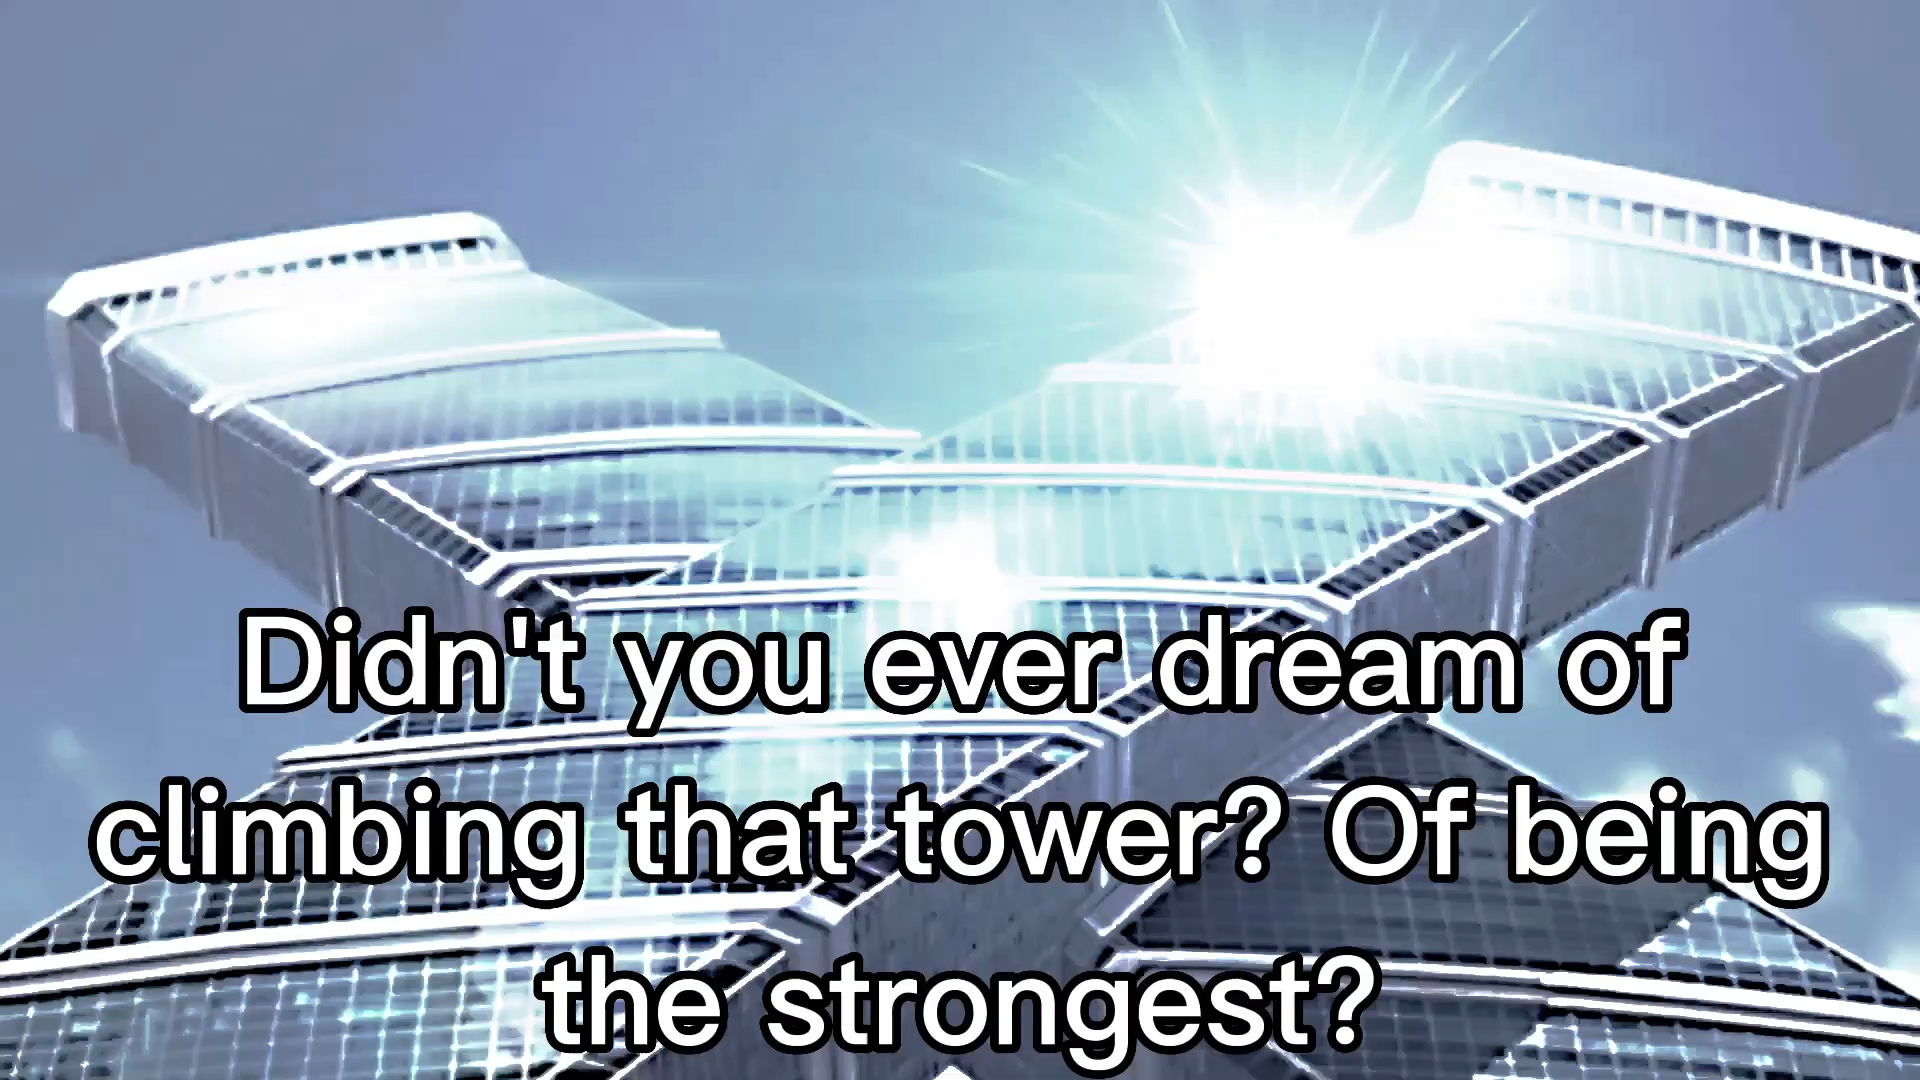 Didn't you ever dream of
climbing that tower? Of being
the strongest?